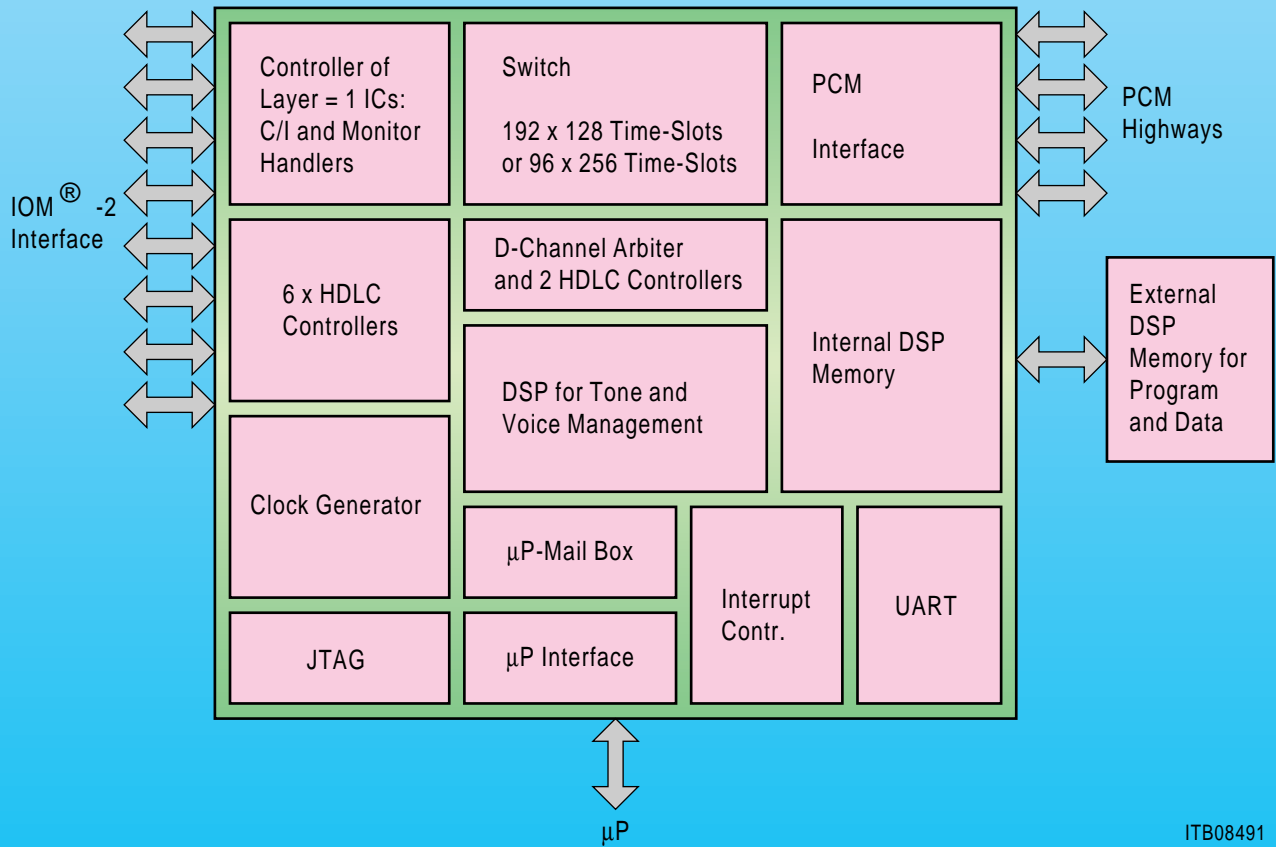 Controller of
Layer = 1 ICs:
C/I and Monitor
Handlers
Switch
192 x 128 Time-Slots
or 96 x 256 Time-Slots
PCM
Interface
PCM
Highways
IOM® -2
Interface
6 x HDLC
Controllers
D-Channel Arbiter
and 2 HDLC Controllers
Internal DSP
Memory
External
DSP
Memory for
Program
and Data
DSP for Tone and
Voice Management
Clock Generator
µP-Mail Box
Interrupt
Contr.
UART
JTAG
µP Interface
µP
ITB08491